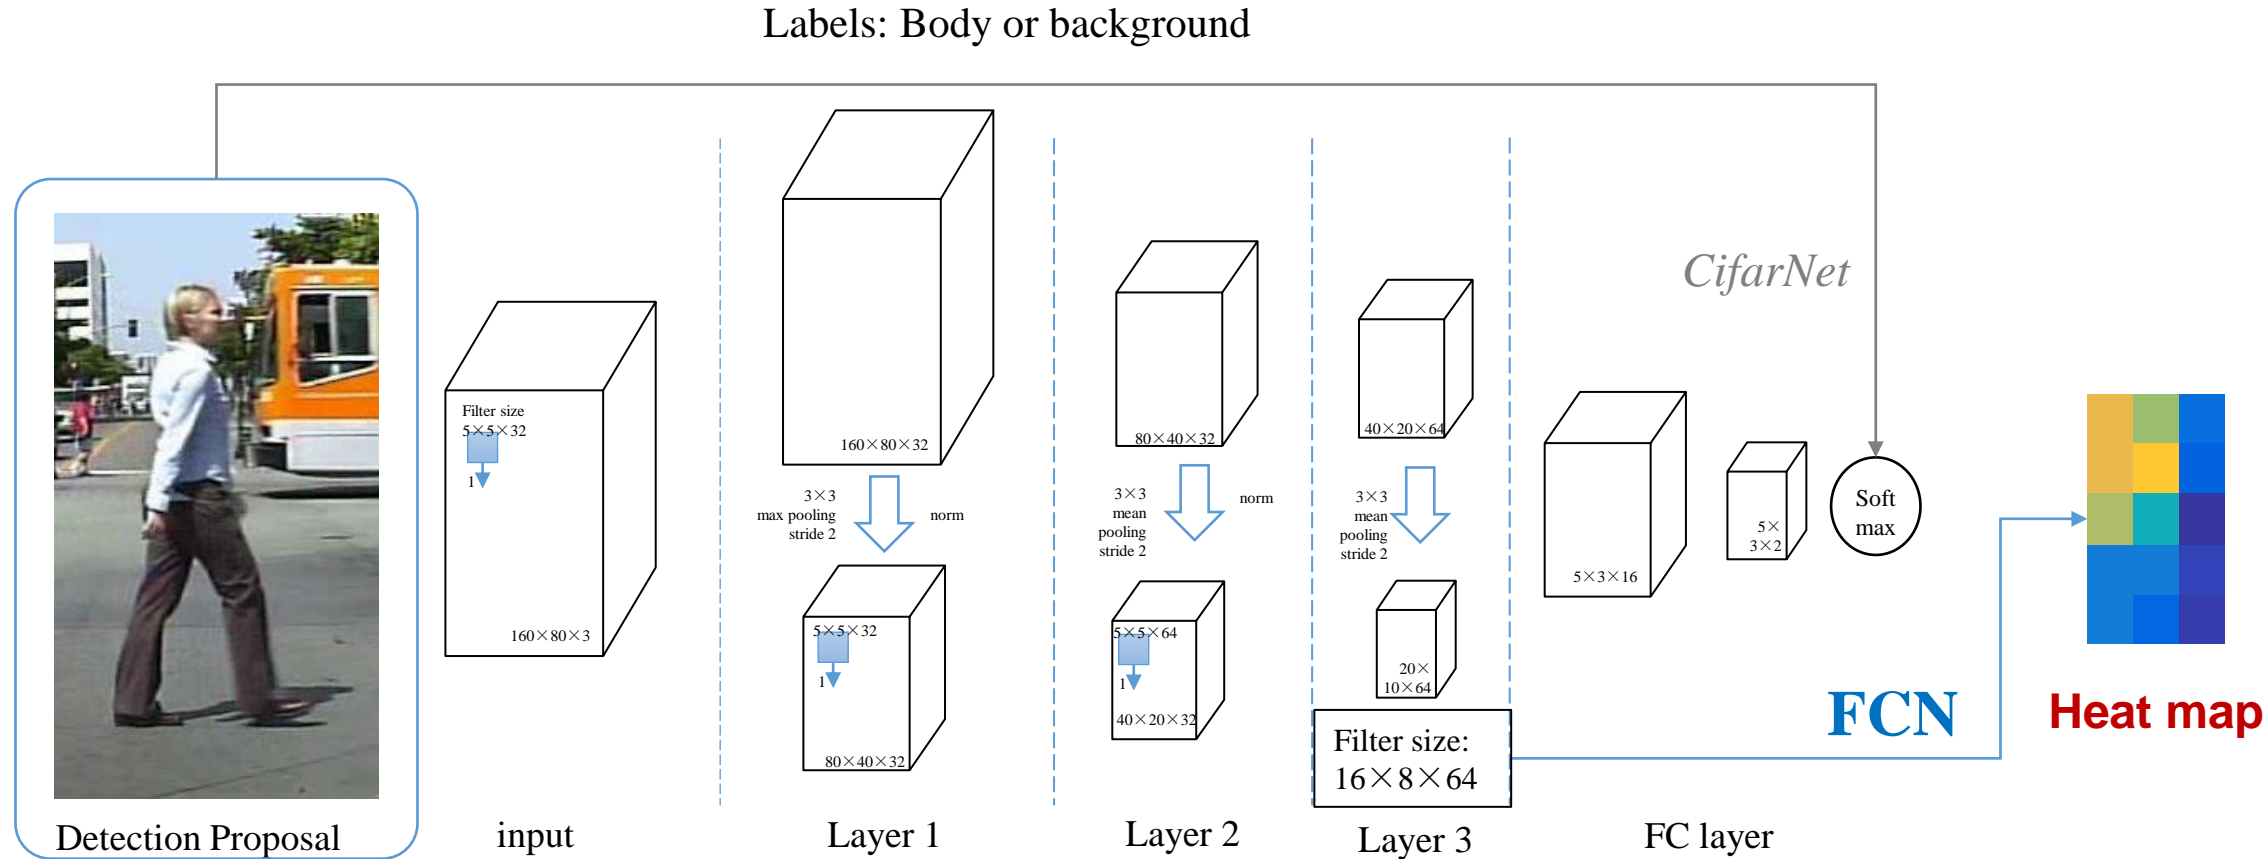 Labels: Body or background
Filter size
5×5×32
1
160×80×3
160×80×32
3×3
max pooling
stride 2
norm
5×5×32
1
80×40×32
80×40×32
3×3
mean
pooling
stride 2
norm
5×5×64
1
40×20×32
40×20×64
3×3
mean
pooling
stride 2
20×
10×64
Filter size:
16×8×64
5×3×16
5×
3×2
CifarNet
Soft
max
FCN
Heat map
Detection Proposal
input
Layer 1
Layer 2
Layer 3
FC layer